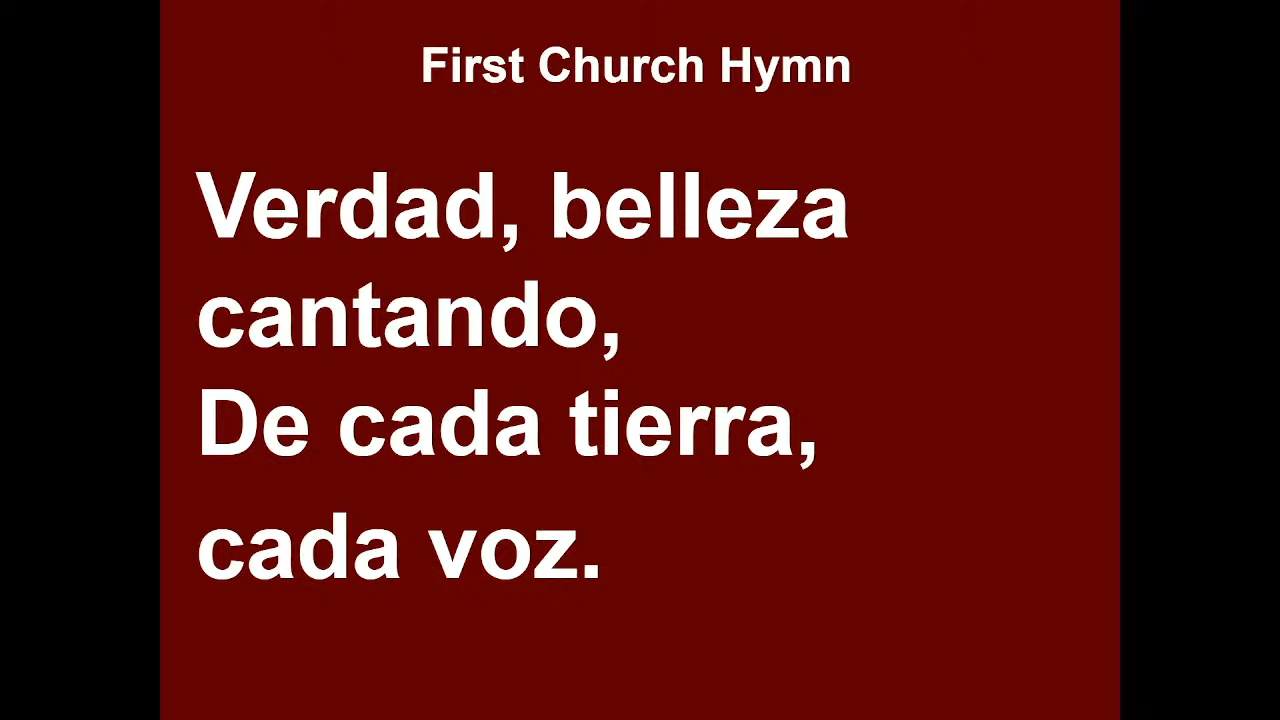 First Church Hymn
Verdad, belleza
cantando,
De cada tierra,
cada voz.